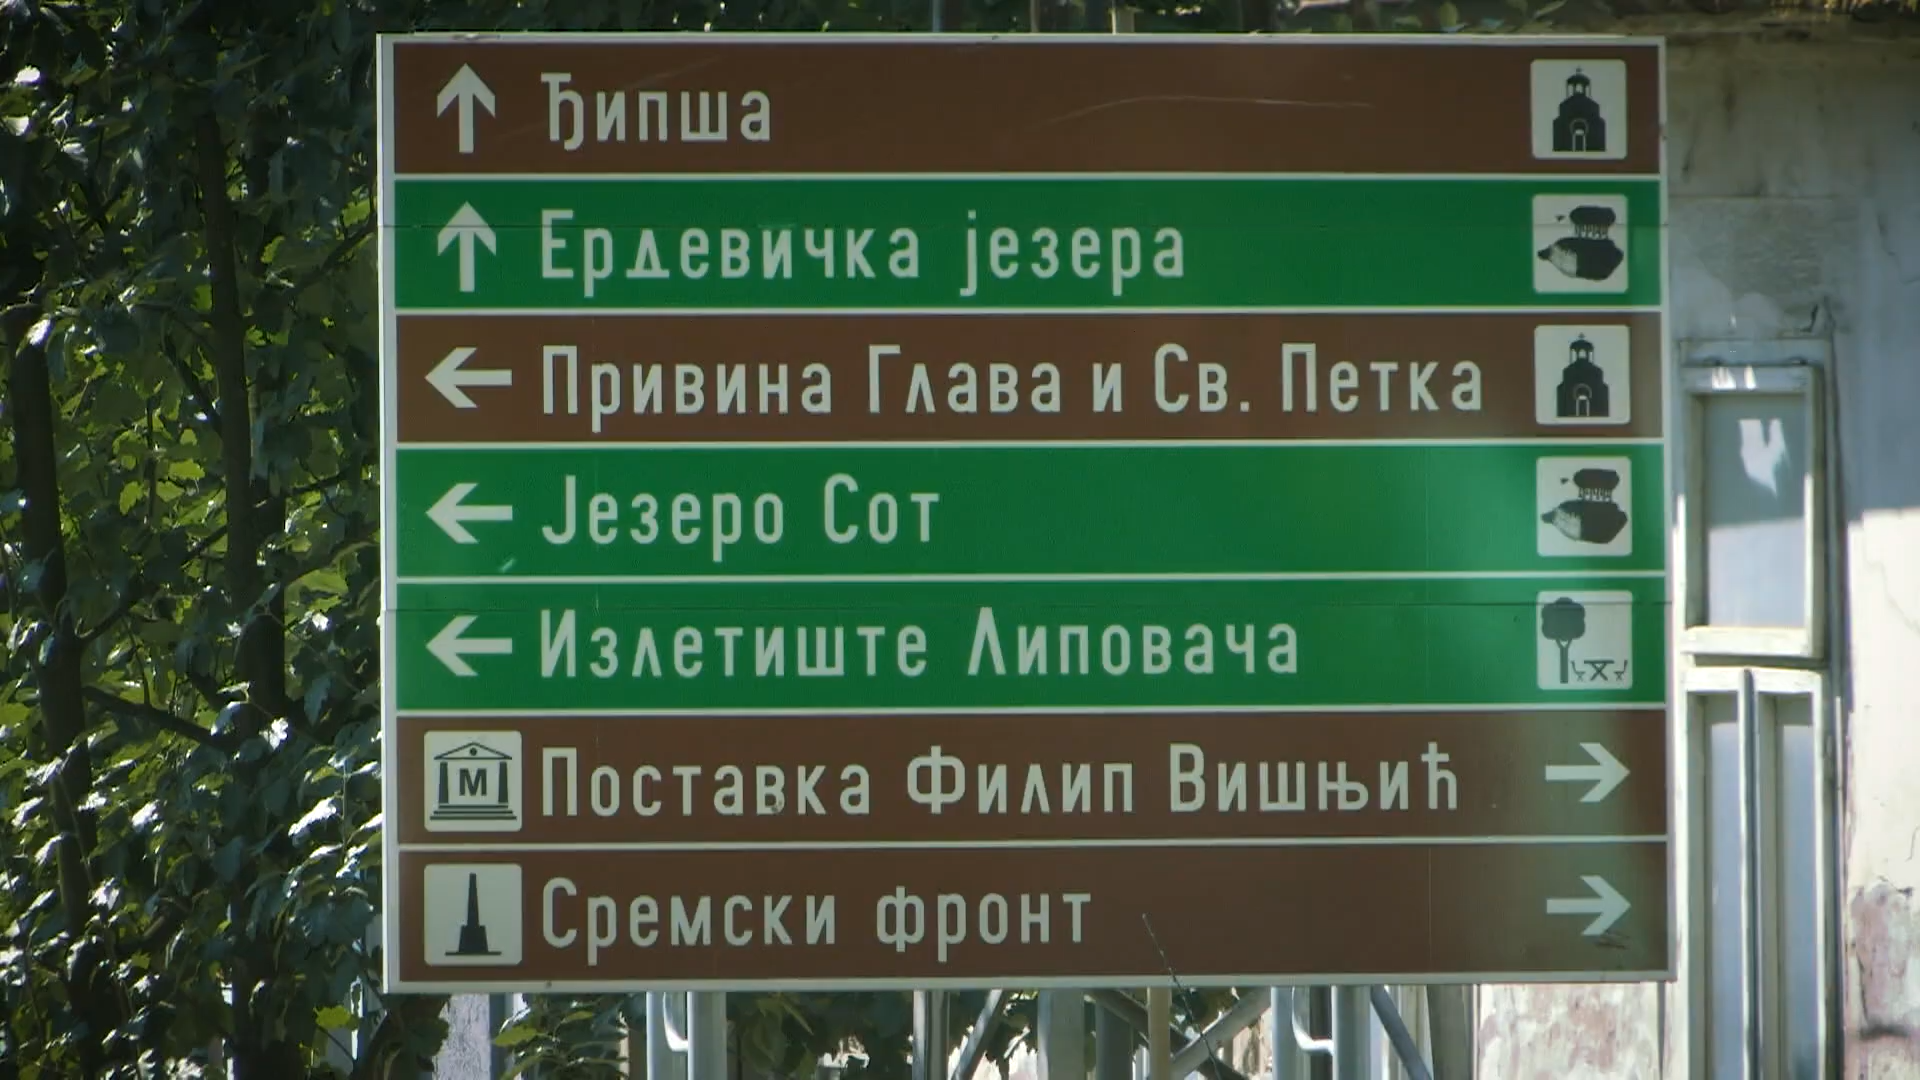 Ђипша
Ердевичка језера
Привина Глава и Св. Петка
Језеро Сот
Излетиште Липовача
М Поставка Филип Вишњић
Сремски фронт